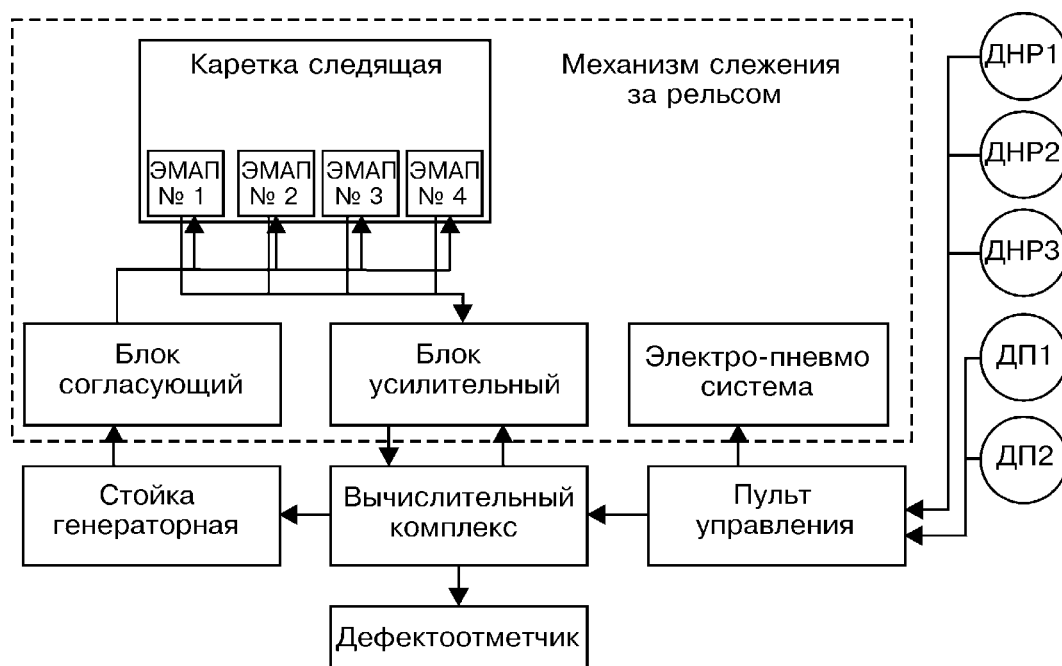 Каретка следящая
Механизм слежения
за рельсом
ЭМАП
№ 1
ЭМАП
№ 2
ЭМАП
№ 3
ЭМАП
№ 4
ДНР1
ДНР2
ДНР3
ДП1
ДП2
Блок
согласующий
Блок
усилительный
Электро-пневмо
система
Стойка
генераторная
Вычислительный
комплекс
Пульт
управления
Дефектоотметчик